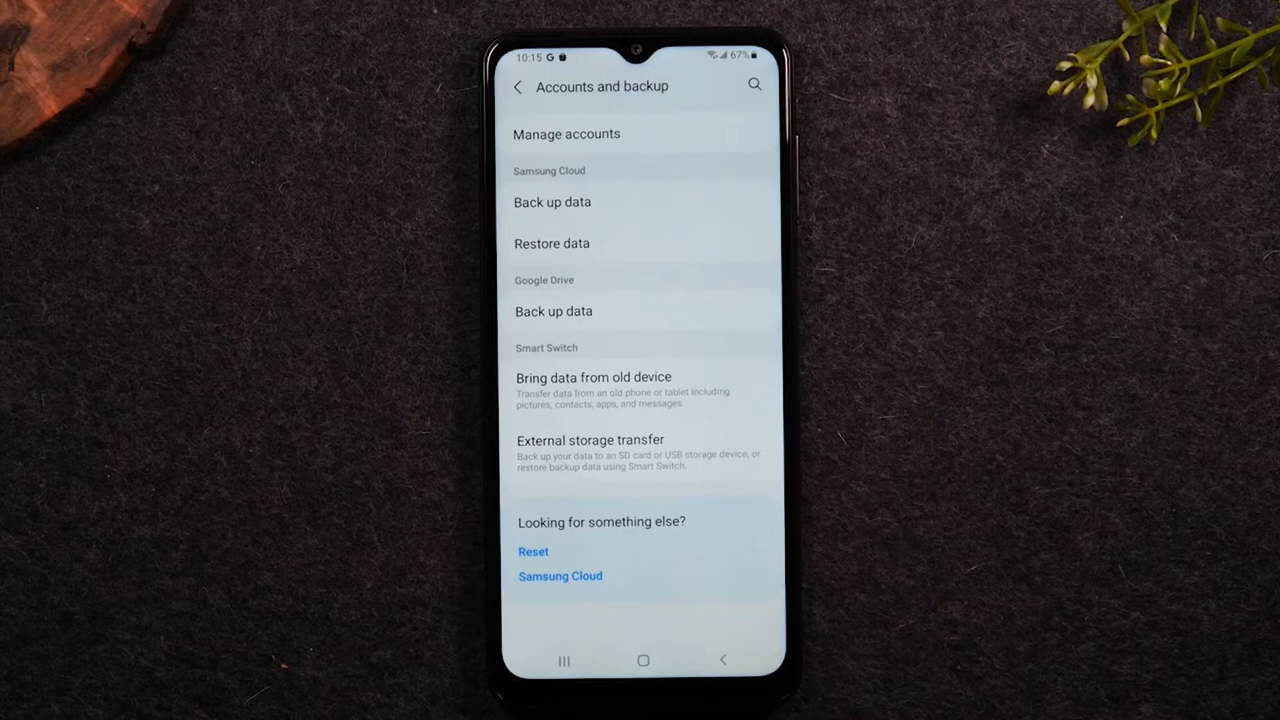 10:15 G 67%
Accounts and backup
Manage accounts
Samsung Cloud
Back up data
Restore data
Google Drive
Back up data
Smart Switch
Bring data from old device
Transfer data from an old phone or tablet including
pictures, contacts, apps, and messages
External storage transfer
Back up your data to an SD card or USB storage device, or
restore backup data using Smart Switch.
Looking for something else?
Reset
Samsung Cloud